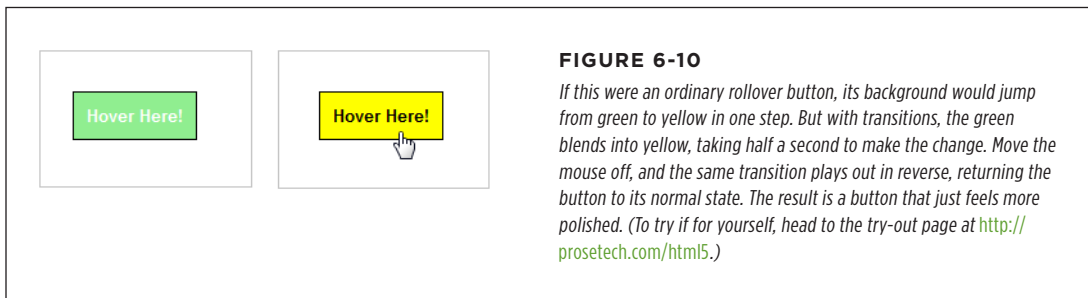 Hover Here!
Hover Here!
FIGURE 6-10
If this were an ordinary rollover button, its background would jump
from green to yellow in one step. But with transitions, the green
blends into yellow, taking half a second to make the change. Move the
mouse off, and the same transition plays out in reverse, returning the
button to its normal state. The result is a button that just feels more
polished. (To try if for yourself, head to the try-out page at http://
prosetech.com/html5.)